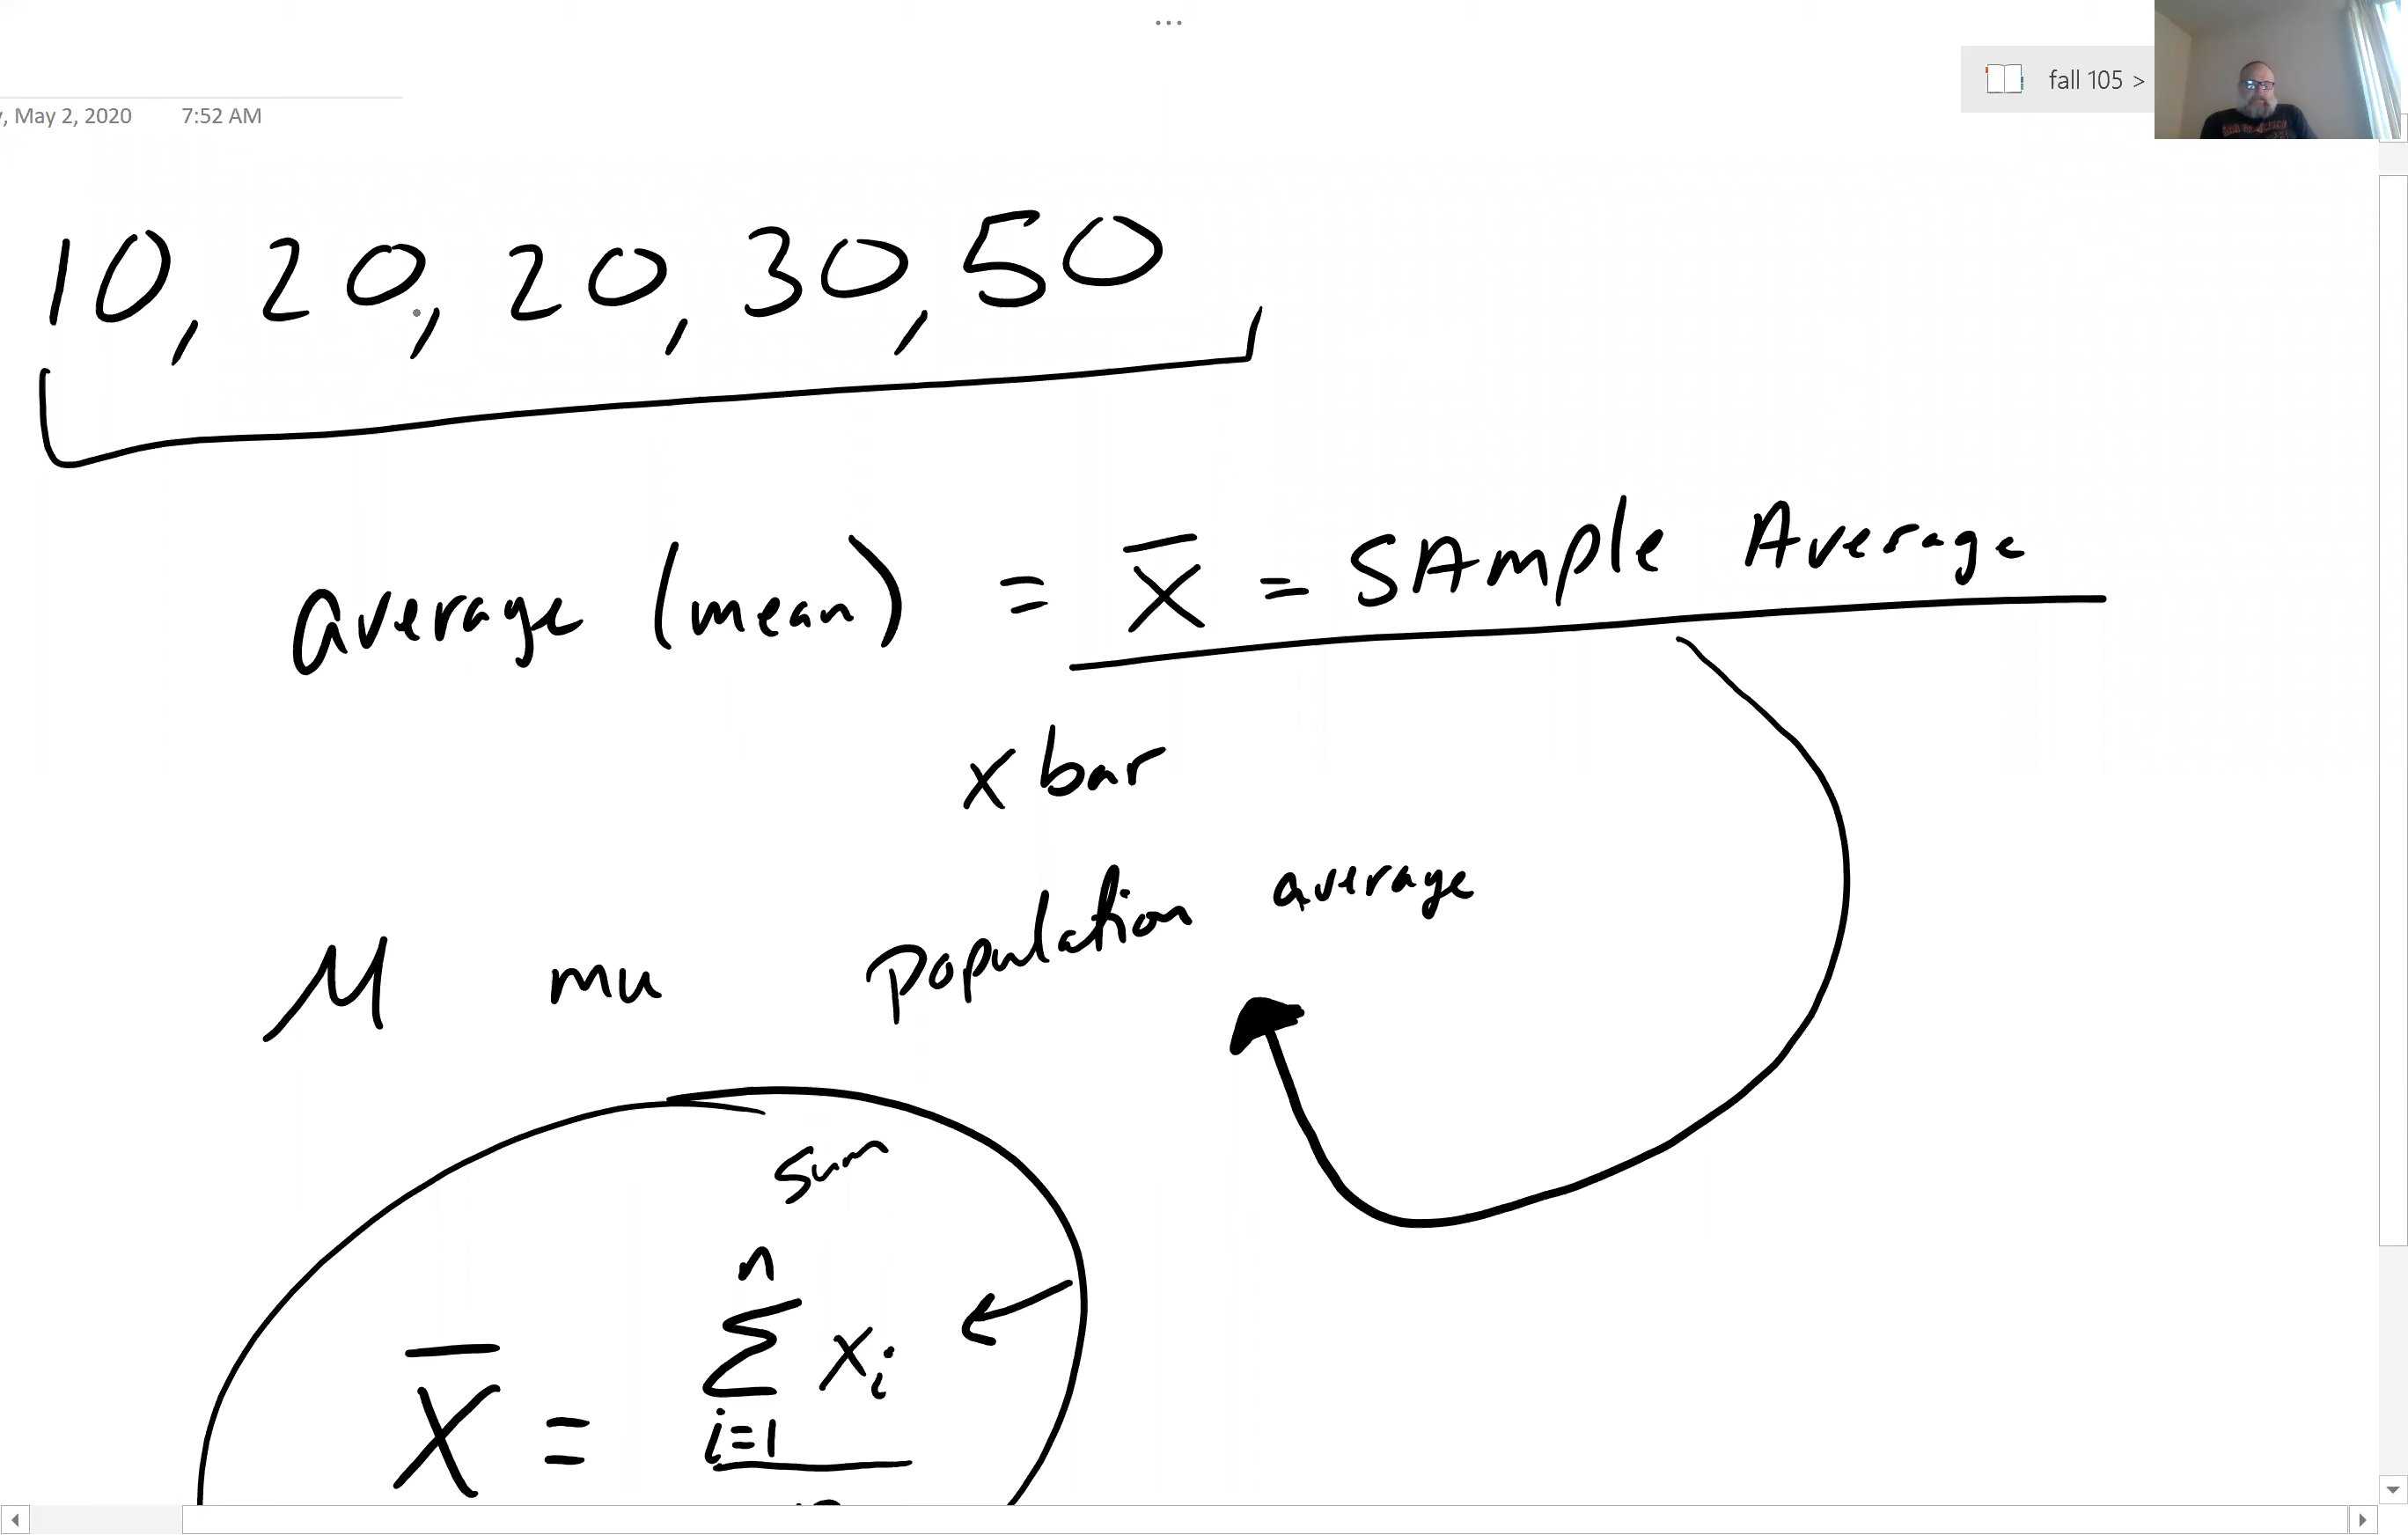 ...
fall 105 >
, May 2, 2020 7:52 AM
10, 20, 20, 30, 50
average (mean) = x̄ = SAmple Average
x bar
μ mu population average
sum
n
Σ xᵢ
i=1
X̄ =